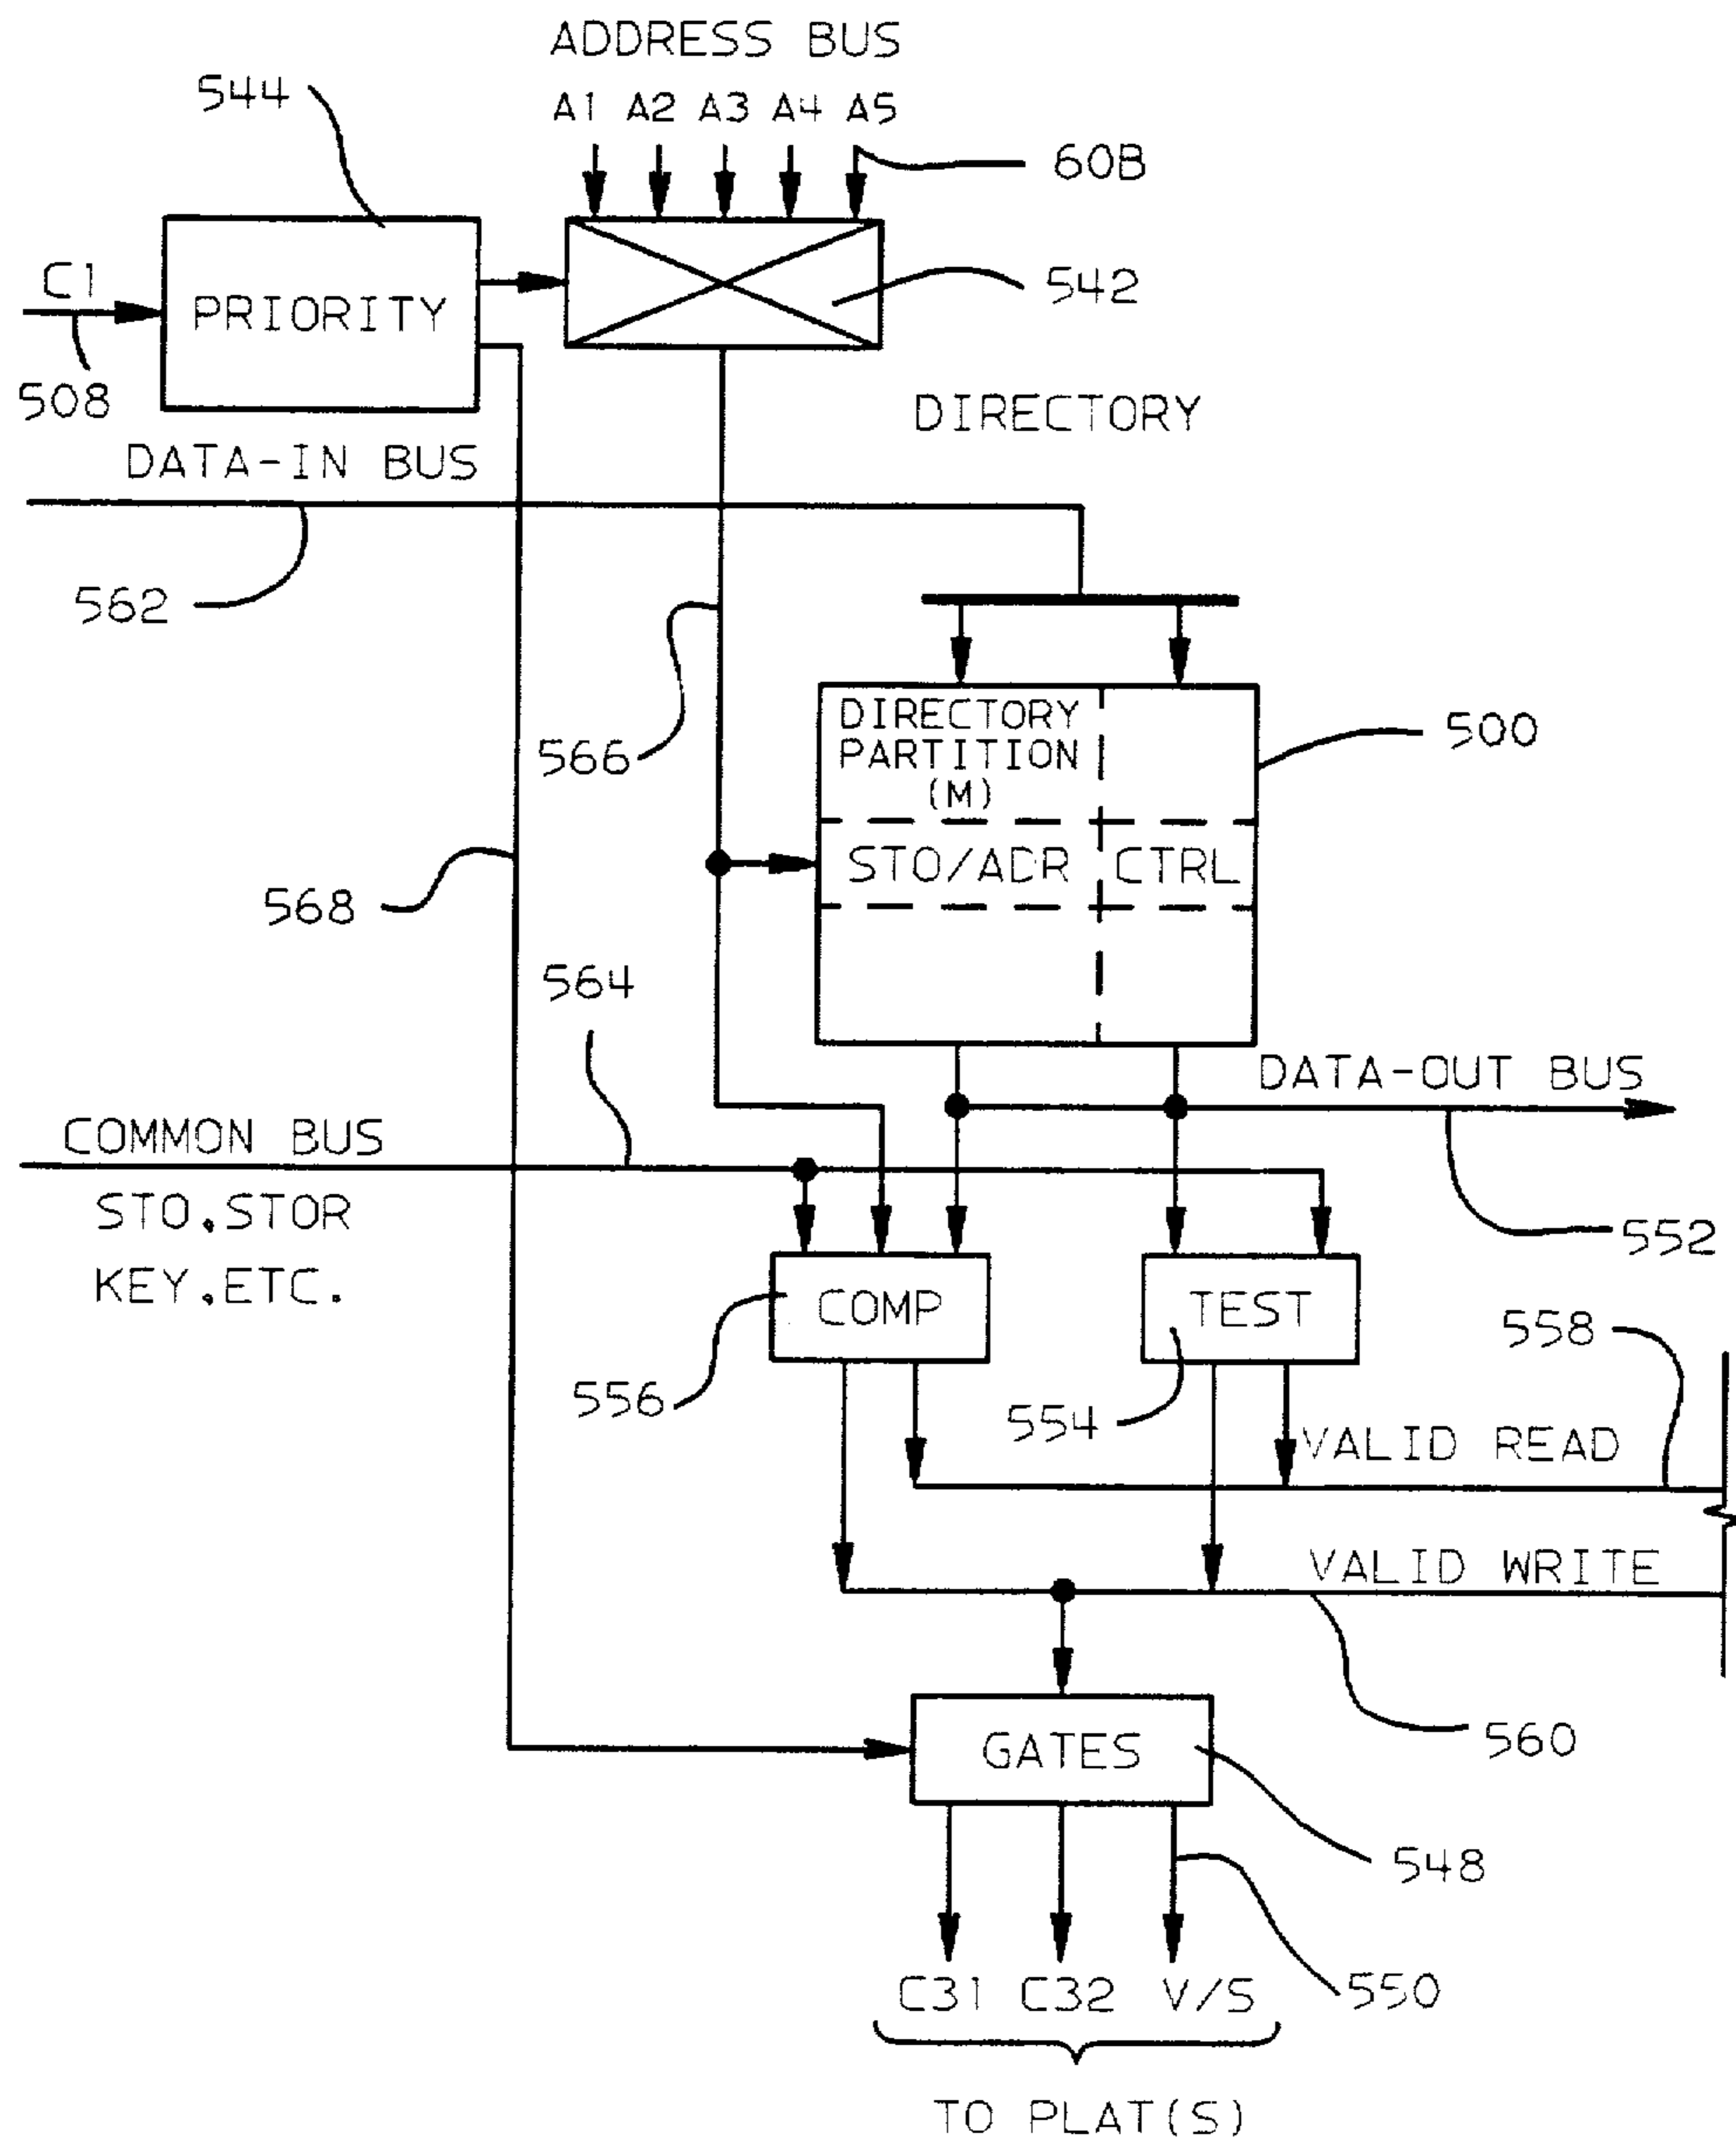 ADDRESS BUS
544
A1 A2 A3 A4 A5
60B
C1
PRIORITY
542
508
DIRECTORY
DATA-IN BUS
562
DIRECTORY
PARTITION
(M)
500
566
STO/ADR CTRL
568
564
DATA-OUT BUS
COMMON BUS
STO,STOR
552
KEY,ETC.
COMP
TEST
558
556
554
VALID READ
VALID WRITE
GATES
560
548
C31 C32 V/S
550
TO PLAT(S)